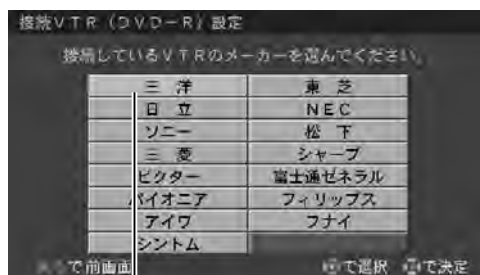 接続VTR(DVD-R)設定
接続しているVTRのメーカーを選んでください。
三 洋 東 芝
日 立 NEC
ソニー 松 下
三 菱 シャープ
ビクター 富士通ゼネラル
パイオニア フィリップス
アイワ フナイ
シントム
で前画面 で選択 で決定